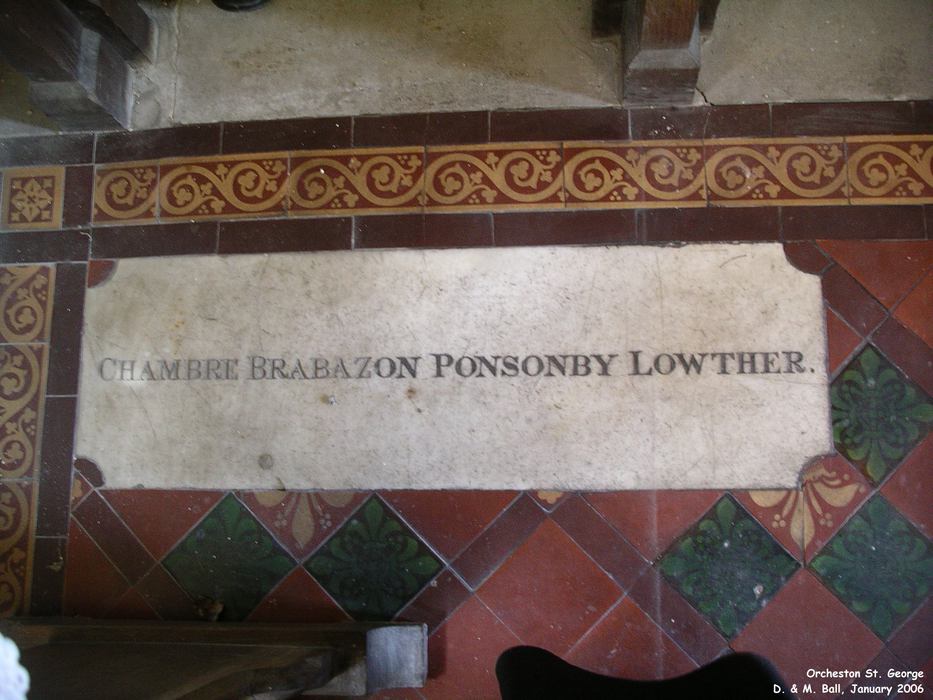 CHAMBRE BRABAZON PONSONBY LOWTHER.
Orcheston St. George
D. & M. Ball, January 2006